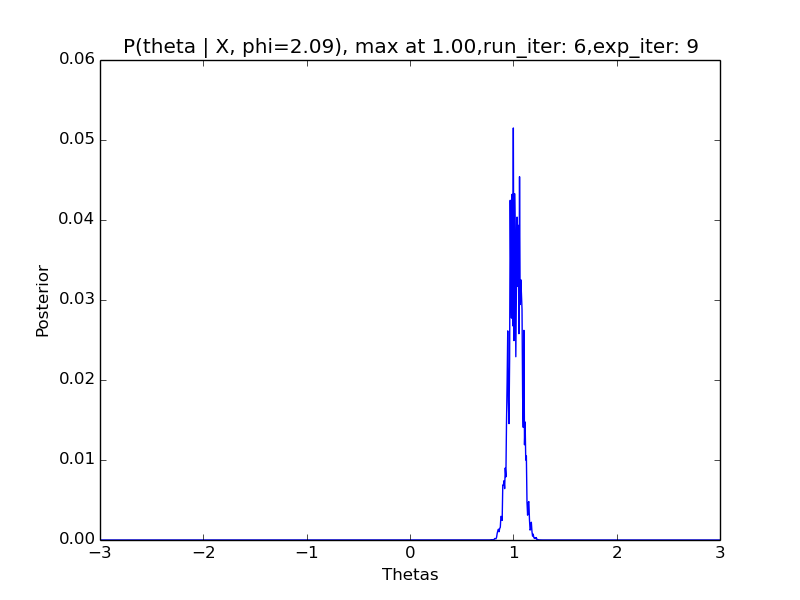 P(theta | X, phi=2.09), max at 1.00,run_iter: 6,exp_iter: 9
0.06
0.05
0.04
0.03
0.02
0.01
0.00
Posterior
−3 −2 −1 0 1 2 3
Thetas